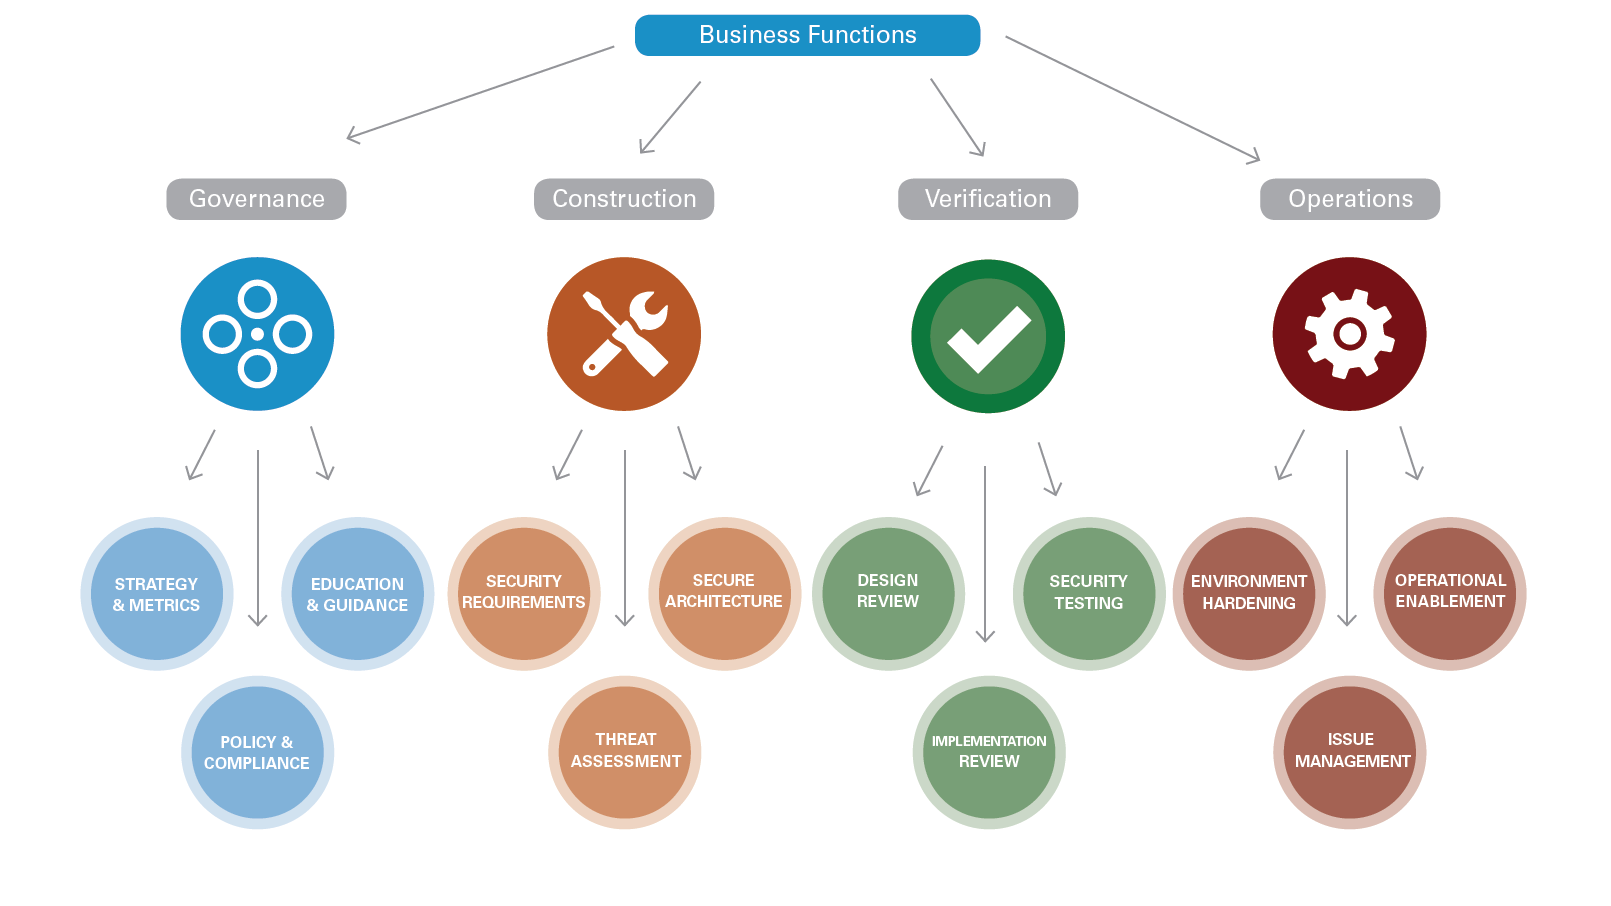 Business Functions
Governance
Construction
Verification
Operations
STRATEGY
& METRICS
EDUCATION
& GUIDANCE
POLICY &
COMPLIANCE
SECURITY
REQUIREMENTS
SECURE
ARCHITECTURE
THREAT
ASSESSMENT
DESIGN
REVIEW
SECURITY
TESTING
IMPLEMENTATION
REVIEW
ENVIRONMENT
HARDENING
OPERATIONAL
ENABLEMENT
ISSUE
MANAGEMENT